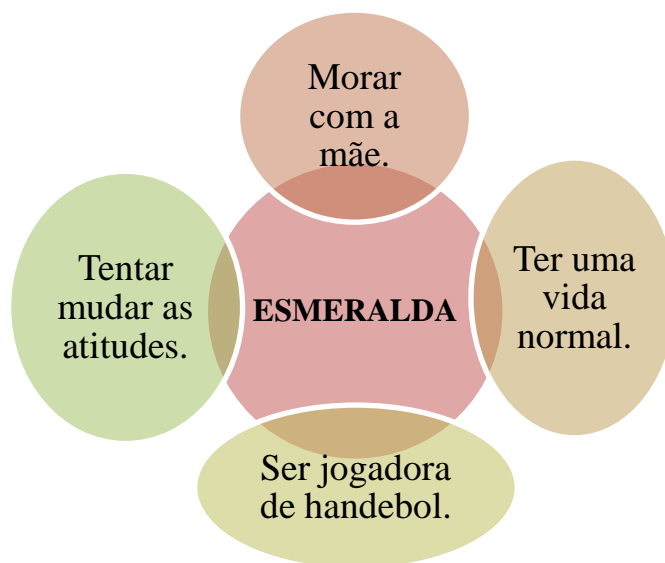 Morar
com a
mãe.
Tentar
mudar as
atitudes.
ESMERALDA
Ter uma
vida
normal.
Ser jogadora
de handebol.